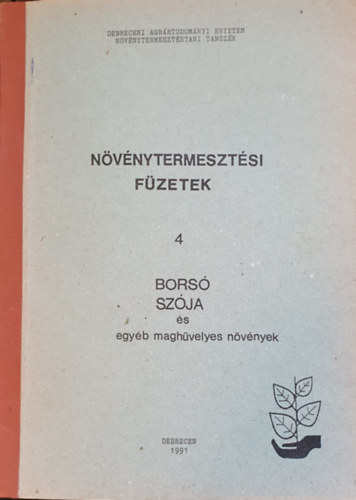 DEBRECENI AGRÁRTUDOMÁNYI EGYETEM
NÖVÉNYTERMESZTÉSTANI TANSZÉK
NÖVÉNYTERMESZTÉSI
FÜZETEK
4
BORSÓ
SZÓJA
és
egyéb maghüvelyes növények
DEBRECEN
1991